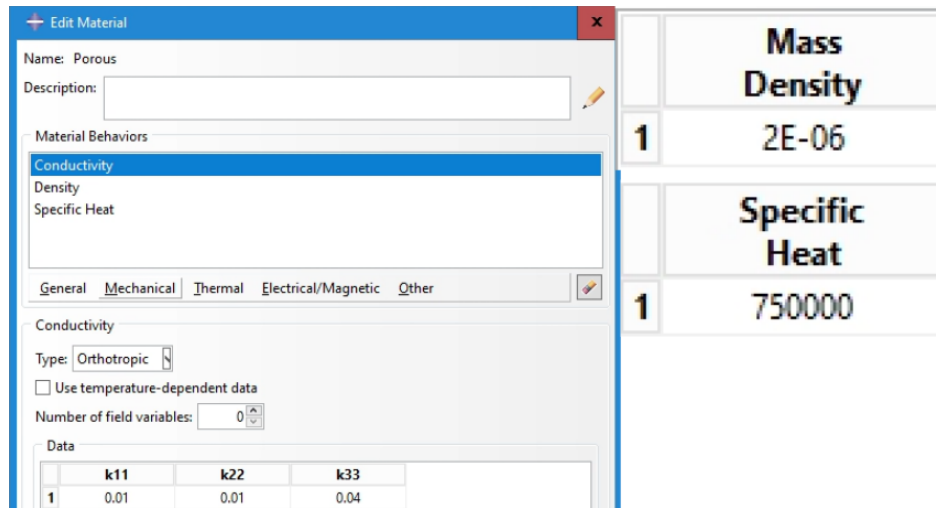 Edit Material
x
Name: Porous
Description:
Material Behaviors
Conductivity
Density
Specific Heat
General Mechanical Thermal Electrical/Magnetic Other
Conductivity
Type: Orthotropic
Use temperature-dependent data
Number of field variables: 0
Data
k11 k22 k33
1 0.01 0.01 0.04
Mass
Density
1 2E-06
Specific
Heat
1 750000